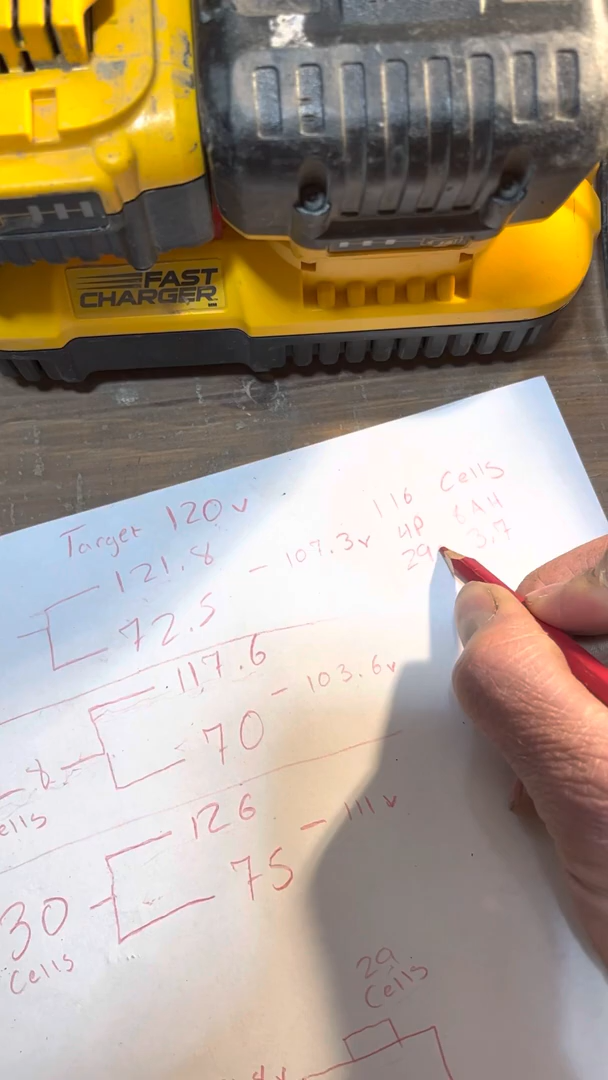 FAST
CHARGER
Target 120v
116 Cells
4P 6AH
29 3.7
121.8
- 107.3v
72.5
117.6
- 103.6v
8
70
ells
126
- 111v
30
75
Cells
29
Cells